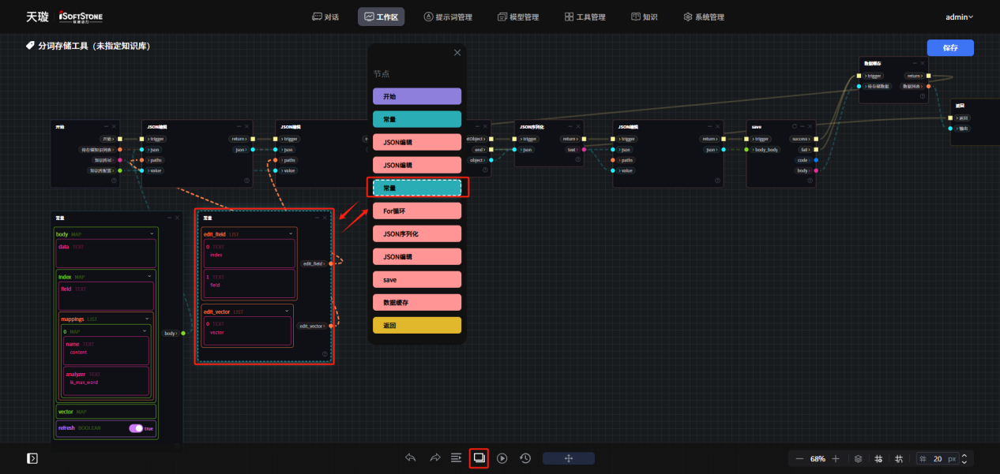 天璇 iSoftStone
软通动力
对话 工作区 提示词管理 模型管理 工具管理 知识 系统管理 admin
分词存储工具（未指定知识库）
保存
节点
开始
常量
JSON编辑
JSON编辑
常量
For循环
JSON序列化
JSON编辑
save
数据缓存
返回
开始
开始
待存储知识列表
知识库id
知识库配置
JSON编辑
trigger return
json json
paths
value
JSON编辑
trigger
json
paths
value
end
object
JSON序列化
trigger return
json text
JSON编辑
trigger return
json json
paths
value
save
trigger success
body_body fail
code
body
数据缓存
trigger return
待存储数据 数据列表
返回
返回
输出
常量
body MAP
data TEXT
index MAP
field TEXT
mappings LIST
0 MAP
name TEXT
content
analyzer TEXT
ik_max_word
vector MAP
refresh BOOLEAN true
body
常量
edit_field LIST
0 TEXT
index
1 TEXT
field
edit_field
edit_vector LIST
0 TEXT
vector
edit_vector
68% 20 px